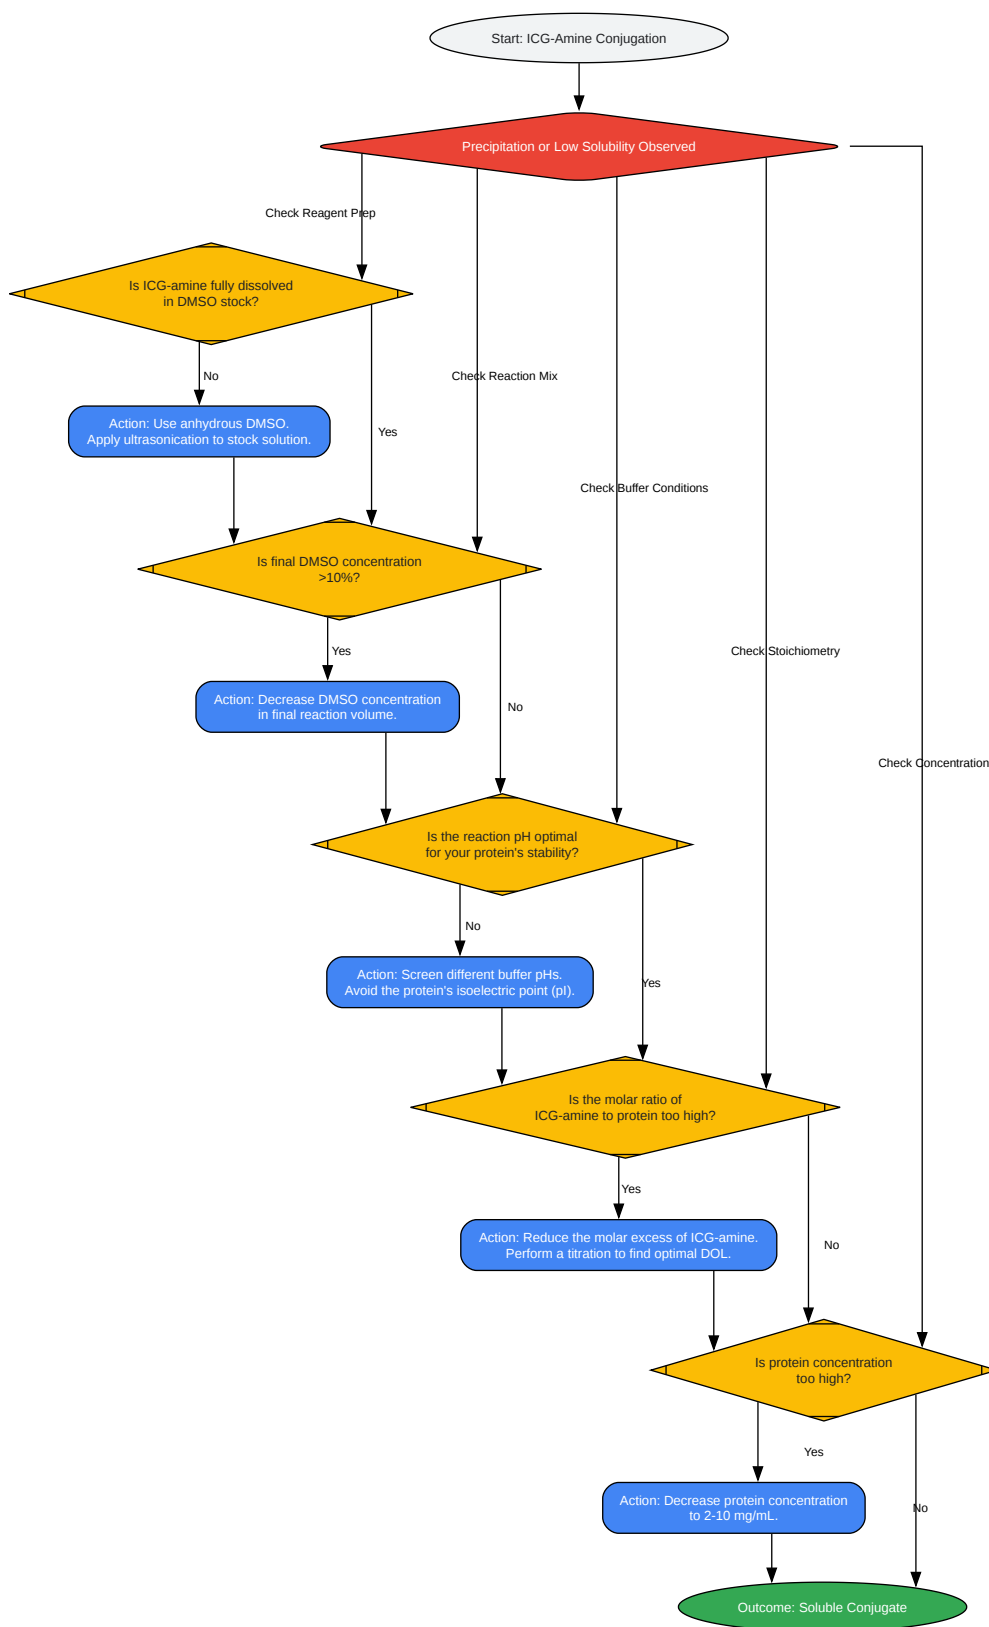 Start: ICG-Amine Conjugation
Precipitation or Low Solubility Observed
Check Reagent Prep
Is ICG-amine fully dissolved
in DMSO stock?
No
Check Reaction Mix
Action: Use anhydrous DMSO.
Apply ultrasonication to stock solution.
Yes
Check Buffer Conditions
Is final DMSO concentration
>10%?
Yes
Check Stoichiometry
Action: Decrease DMSO concentration
in final reaction volume.
No
Check Concentration
Is the reaction pH optimal
for your protein's stability?
No
Action: Screen different buffer pHs.
Avoid the protein's isoelectric point (pI).
Yes
Is the molar ratio of
ICG-amine to protein too high?
Yes
Action: Reduce the molar excess of ICG-amine.
Perform a titration to find optimal DOL.
No
Is protein concentration
too high?
Yes
Action: Decrease protein concentration
to 2-10 mg/mL.
No
Outcome: Soluble Conjugate